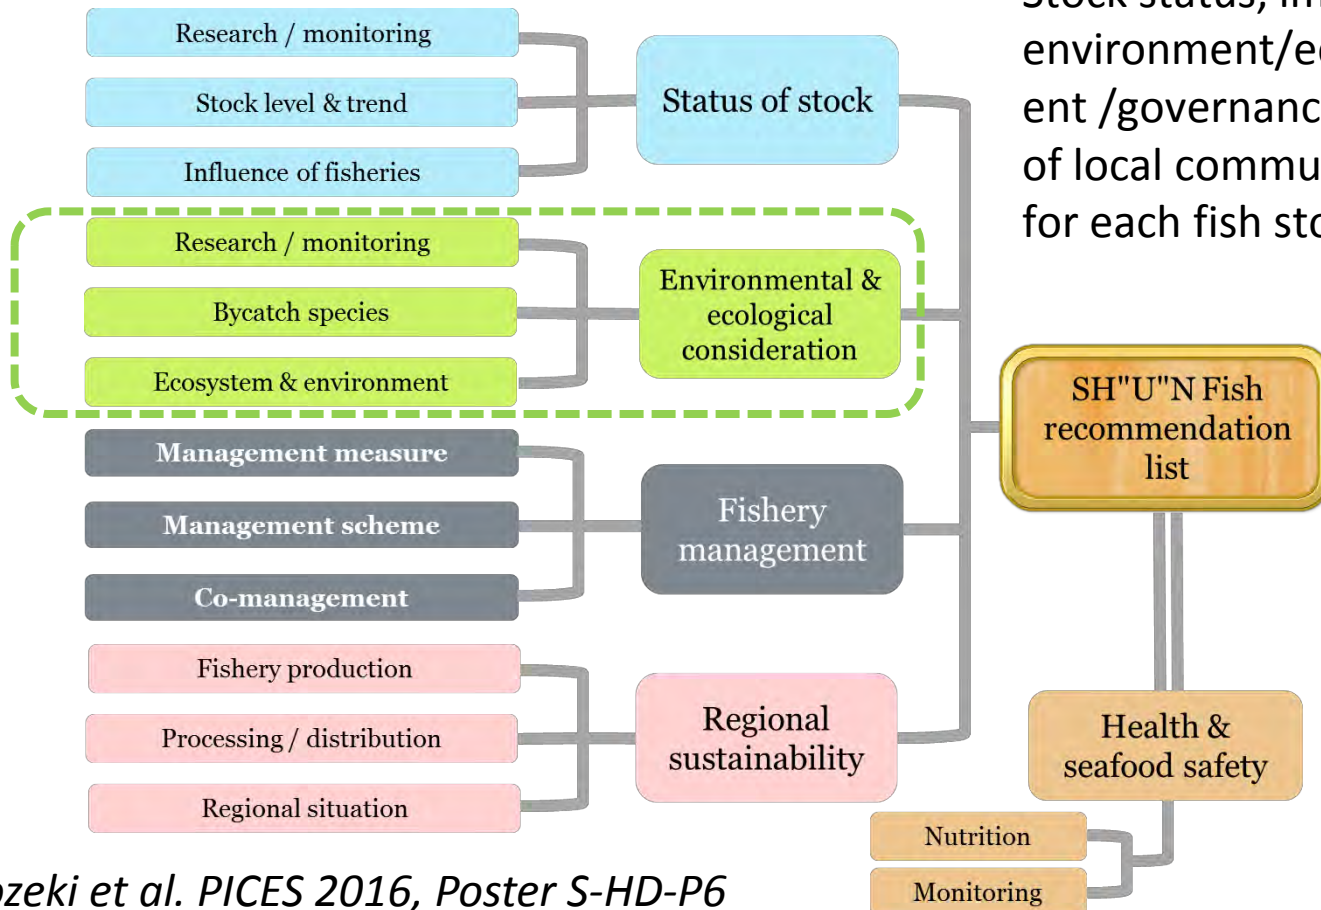 Research / monitoring
Stock level & trend
Influence of fisheries
Status of stock
Research / monitoring
Bycatch species
Ecosystem & environment
Environmental &
ecological
consideration
Management measure
Management scheme
Co-management
Fishery
management
Fishery production
Processing / distribution
Regional situation
Regional
sustainability
Stock status,
environment/
ent /governanc
of local commu
for each fish sto
SH"U"N Fish
recommendation
list
Health &
seafood safety
Nutrition
Monitoring
ozeki et al. PICES 2016, Poster S-HD-P6